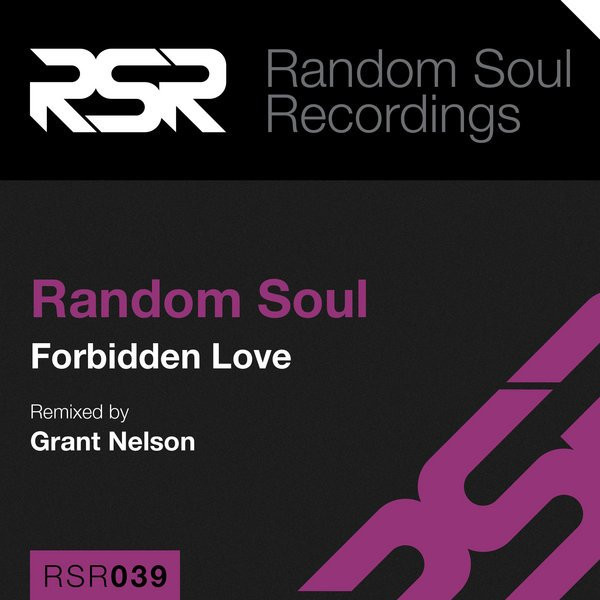 RSR
Random Soul
Recordings
Random Soul
Forbidden Love
Remixed by
Grant Nelson
RSR039